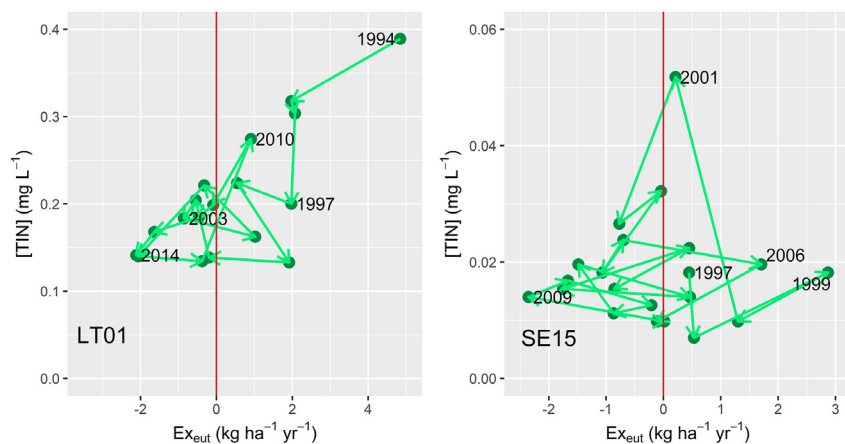 0.4
0.3
0.2
0.1
0.0
[TIN] (mg L⁻¹)
1994
2010
1997
2003
2014
LT01
-2 0 2 4
Exeut (kg ha⁻¹ yr⁻¹)
0.06
0.04
0.02
0.00
[TIN] (mg L⁻¹)
2001
2006
1997
1999
2009
SE15
-2 -1 0 1 2 3
Exeut (kg ha⁻¹ yr⁻¹)